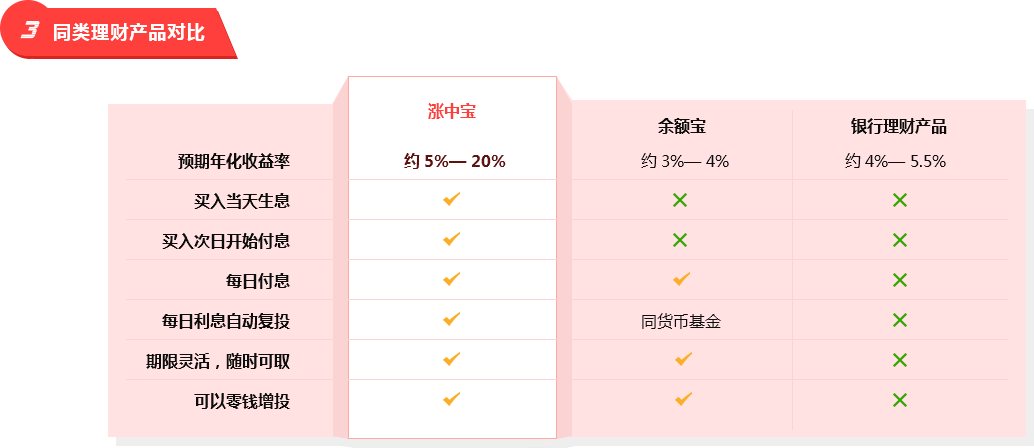 3 同类理财产品对比
涨中宝
余额宝 银行理财产品
预期年化收益率 约 5%— 20% 约 3%— 4% 约 4%— 5.5%
买入当天生息
买入次日开始付息
每日付息
每日利息自动复投 同货币基金
期限灵活，随时可取
可以零钱增投